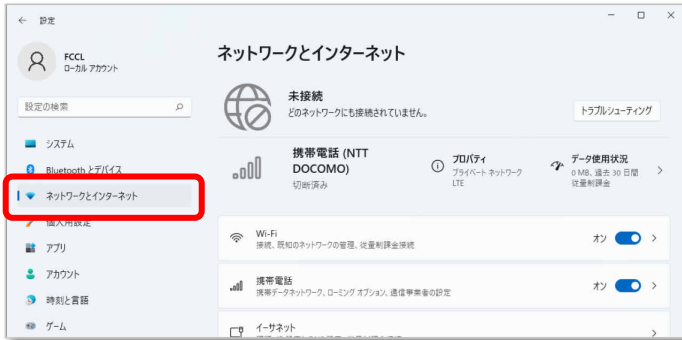 ← 設定
FCCL
ローカル アカウント
設定の検索
システム
Bluetooth とデバイス
ネットワークとインターネット
個人用設定
アプリ
アカウント
時刻と言語
ゲーム
ネットワークとインターネット
未接続
どのネットワークにも接続されていません。
トラブルシューティング
携帯電話 (NTT
DOCOMO)
切断済み
プロパティ
プライベート ネットワーク
LTE
データ使用状況
0 MB、過去 30 日間
従量制課金
Wi-Fi
接続、既知のネットワークの管理、従量制課金接続
オン
携帯電話
携帯データネットワーク、ローミング オプション、通信事業者の設定
オン
イーサネット